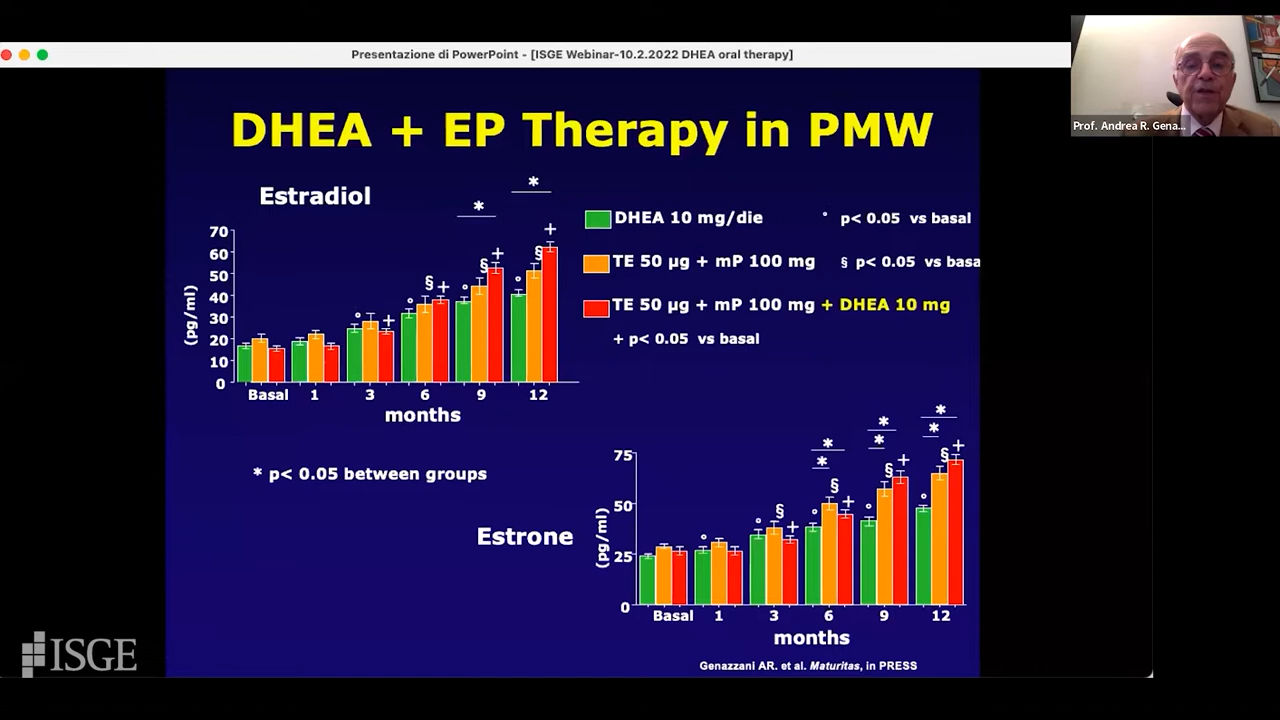 Presentazione di PowerPoint - [ISGE Webinar-10.2.2022 DHEA oral therapy]
Prof. Andrea R. Gena...
DHEA + EP Therapy in PMW
Estradiol
* *
70
60
50
40
30
20
10
0
(pg/ml)
° § +
Basal 1 3 6 9 12
months
DHEA 10 mg/die ° p< 0.05 vs basal
TE 50 µg + mP 100 mg § p< 0.05 vs basa
TE 50 µg + mP 100 mg + DHEA 10 mg
+ p< 0.05 vs basal
* p< 0.05 between groups
Estrone
75
50
25
0
(pg/ml)
Basal 1 3 6 9 12
months
Genazzani AR. et al. Maturitas, in PRESS
ISGE